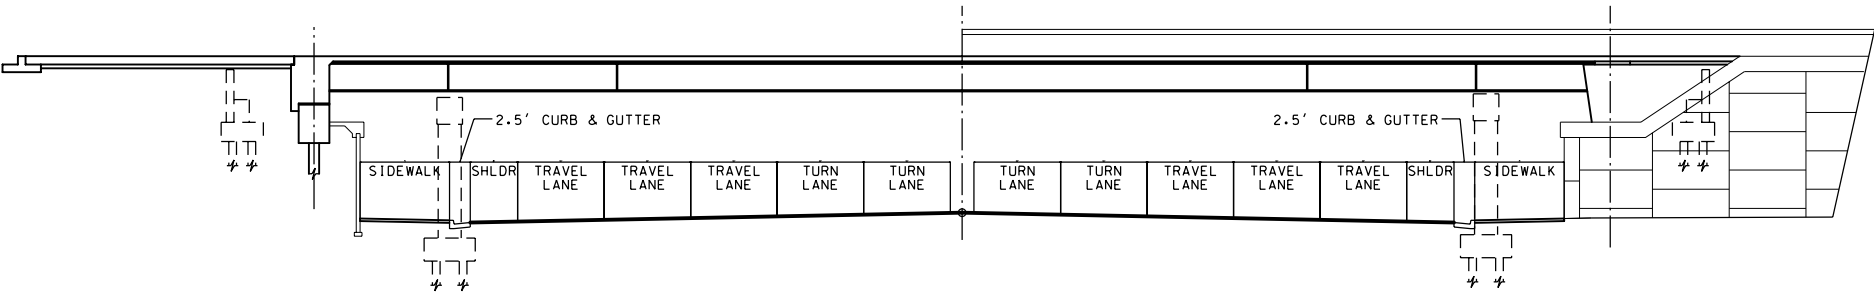 2.5' CURB & GUTTER
2.5' CURB & GUTTER
SIDEWALK
SHLDR
TRAVEL
LANE
TRAVEL
LANE
TRAVEL
LANE
TURN
LANE
TURN
LANE
TURN
LANE
TURN
LANE
TRAVEL
LANE
TRAVEL
LANE
TRAVEL
LANE
SHLDR
SIDEWALK